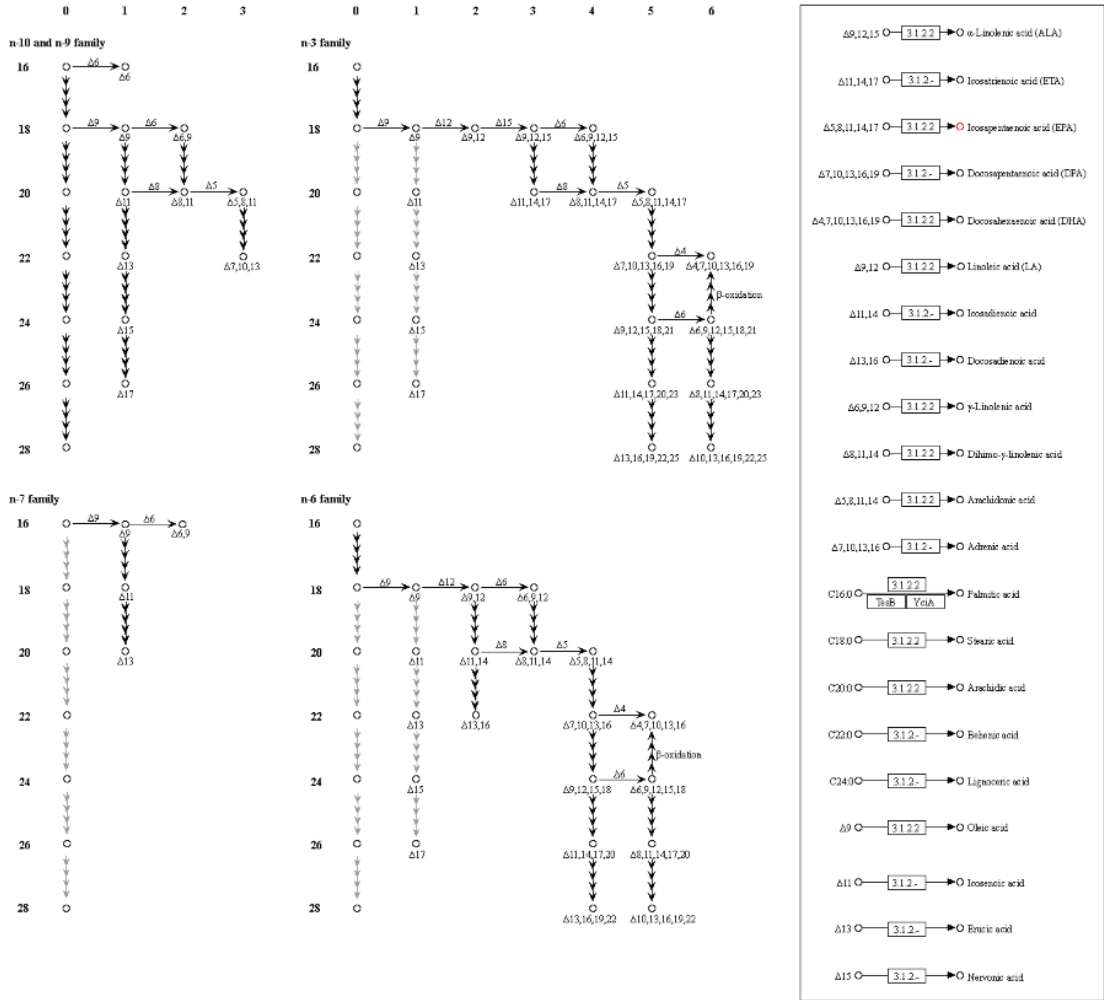 0 1 2 3
0 1 2 3 4 5 6
n-10 and n-9 family
16
Δ6
Δ6
18
Δ9 Δ6
Δ9 Δ6,9
20
Δ8 Δ5
Δ11 Δ8,11 Δ5,8,11
22
Δ13 Δ7,10,13
24
Δ15
26
Δ17
28
n-3 family
16
18
Δ9 Δ12 Δ15 Δ6
Δ9 Δ9,12 Δ9,12,15 Δ6,9,12,15
20
Δ8 Δ5
Δ11 Δ11,14,17 Δ8,11,14,17 Δ5,8,11,14,17
22
Δ4
Δ13 Δ7,10,13,16,19 Δ4,7,10,13,16,19
β-oxidation
24
Δ6
Δ15 Δ9,12,15,18,21 Δ6,9,12,15,18,21
26
Δ17 Δ11,14,17,20,23 Δ8,11,14,17,20,23
28
Δ13,16,19,22,25 Δ10,13,16,19,22,25
n-7 family
16
Δ9 Δ6
Δ9 Δ6,9
18
Δ11
20
Δ13
22
24
26
28
n-6 family
16
18
Δ9 Δ12 Δ6
Δ9 Δ9,12 Δ6,9,12
20
Δ8 Δ5
Δ11 Δ11,14 Δ8,11,14 Δ5,8,11,14
22
Δ4
Δ13 Δ13,16 Δ7,10,13,16 Δ4,7,10,13,16
β-oxidation
24
Δ6
Δ15 Δ9,12,15,18 Δ6,9,12,15,18
26
Δ17 Δ11,14,17,20 Δ8,11,14,17,20
28
Δ13,16,19,22 Δ10,13,16,19,22
Δ9,12,15 3.1.2.2 α-Linolenic acid (ALA)
Δ11,14,17 3.1.2.- Icosatrienoic acid (ETA)
Δ5,8,11,14,17 3.1.2.2 Icosapentaenoic acid (EPA)
Δ7,10,13,16,19 3.1.2.- Docosapentaenoic acid (DPA)
Δ4,7,10,13,16,19 3.1.2.2 Docosahexaenoic acid (DHA)
Δ9,12 3.1.2.2 Linoleic acid (LA)
Δ11,14 3.1.2.- Icosadienoic acid
Δ13,16 3.1.2.- Docosadienoic acid
Δ6,9,12 3.1.2.2 γ-Linolenic acid
Δ8,11,14 3.1.2.2 Dihimo-γ-linolenic acid
Δ5,8,11,14 3.1.2.2 Arachidonic acid
Δ7,10,13,16 3.1.2.- Adrenic acid
3.1.2.2
C16:0 Palmitic acid
TesB YciA
C18:0 3.1.2.2 Stearic acid
C20:0 3.1.2.2 Arachidic acid
C22:0 3.1.2.- Behenic acid
C24:0 3.1.2.- Lignoceric acid
Δ9 3.1.2.2 Oleic acid
Δ11 3.1.2.- Icosenoic acid
Δ13 3.1.2.- Erucic acid
Δ15 3.1.2.- Nervonic acid